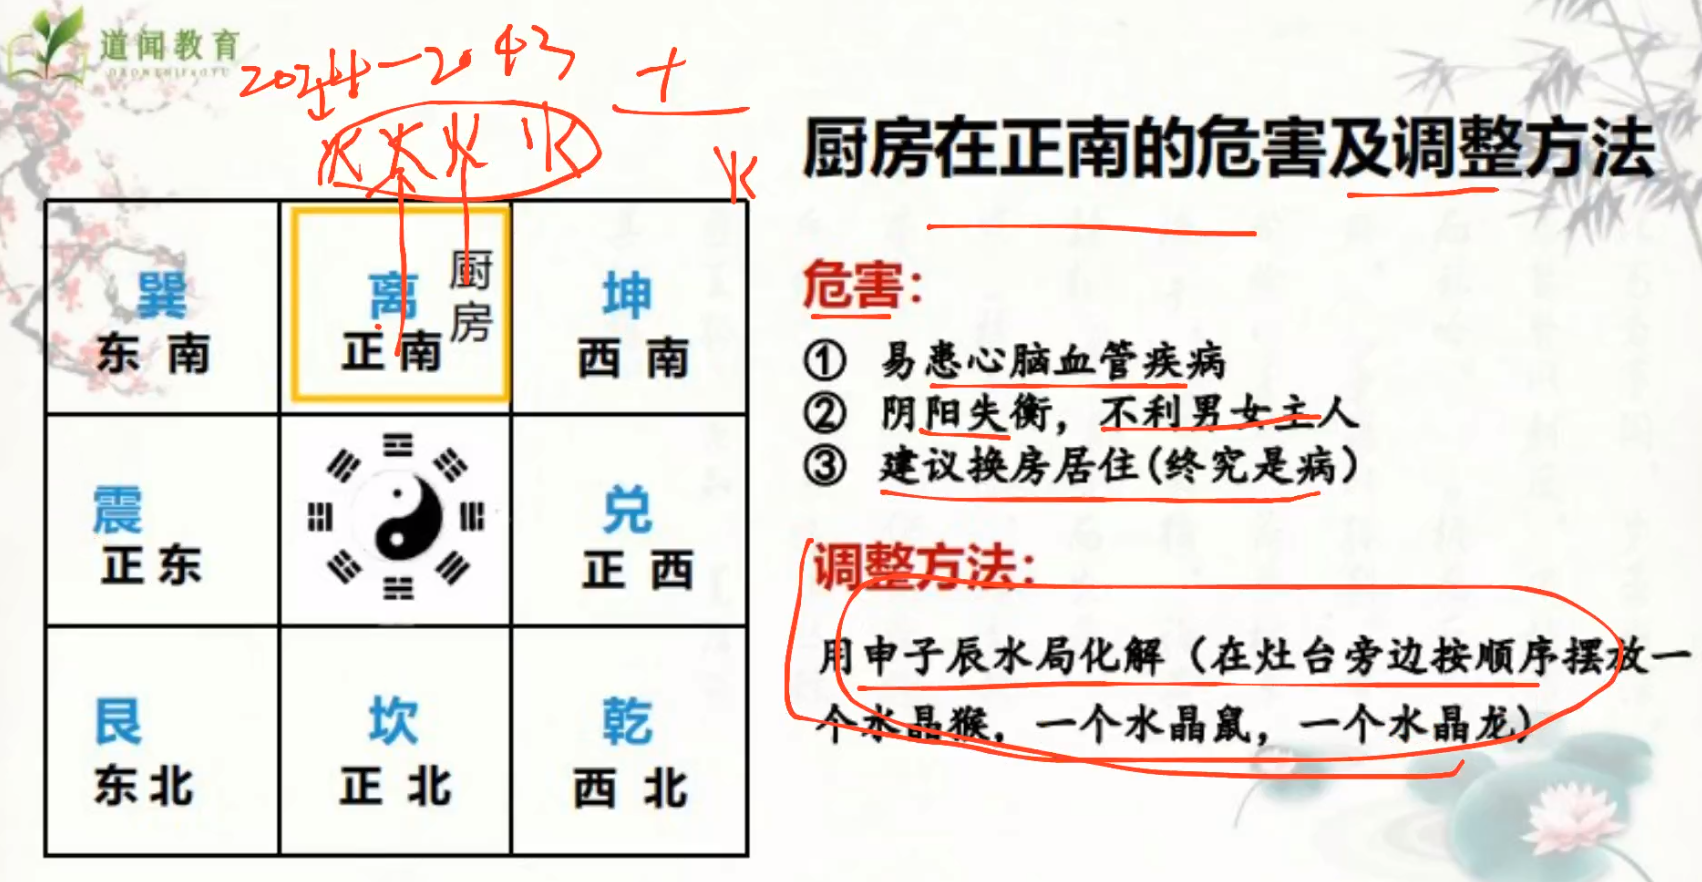 道闻教育
2024—2043
火火火火
火
厨房在正南的危害及调整方法
巽
东南
离
正南
厨房
坤
西南
震
正东
兑
正西
艮
东北
坎
正北
乾
西北
危害：
① 易患心脑血管疾病
② 阴阳失衡，不利男女主人
③ 建议换房居住(终究是病)
调整方法：
用申子辰水局化解（在灶台旁边按顺序摆放一
个水晶猴，一个水晶鼠，一个水晶龙）